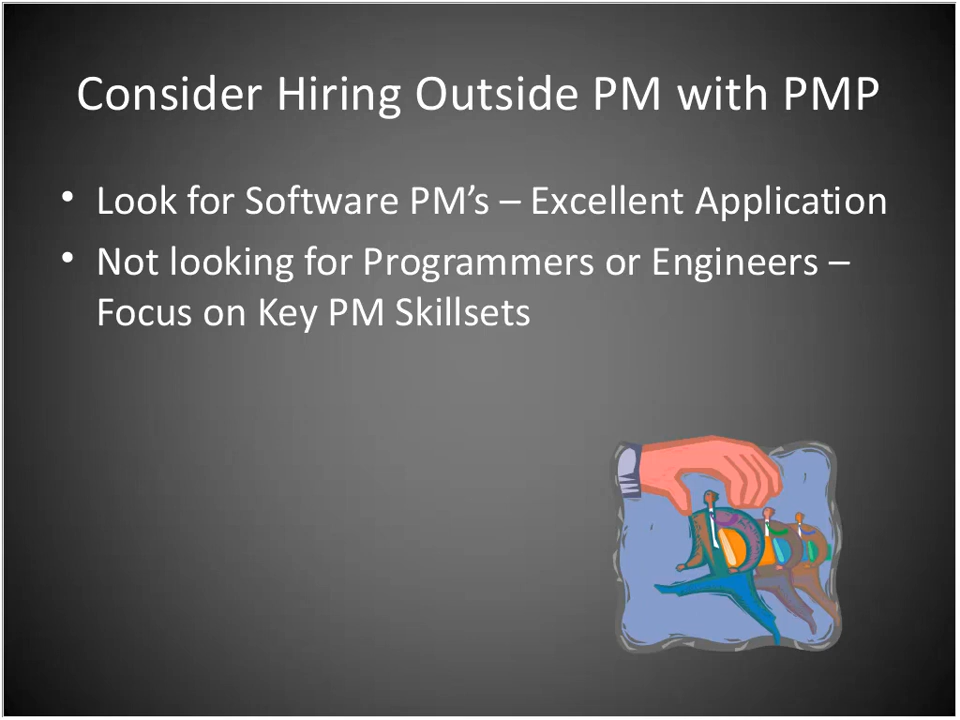 Consider Hiring Outside PM with PMP
• Look for Software PM’s – Excellent Application
• Not looking for Programmers or Engineers –
Focus on Key PM Skillsets